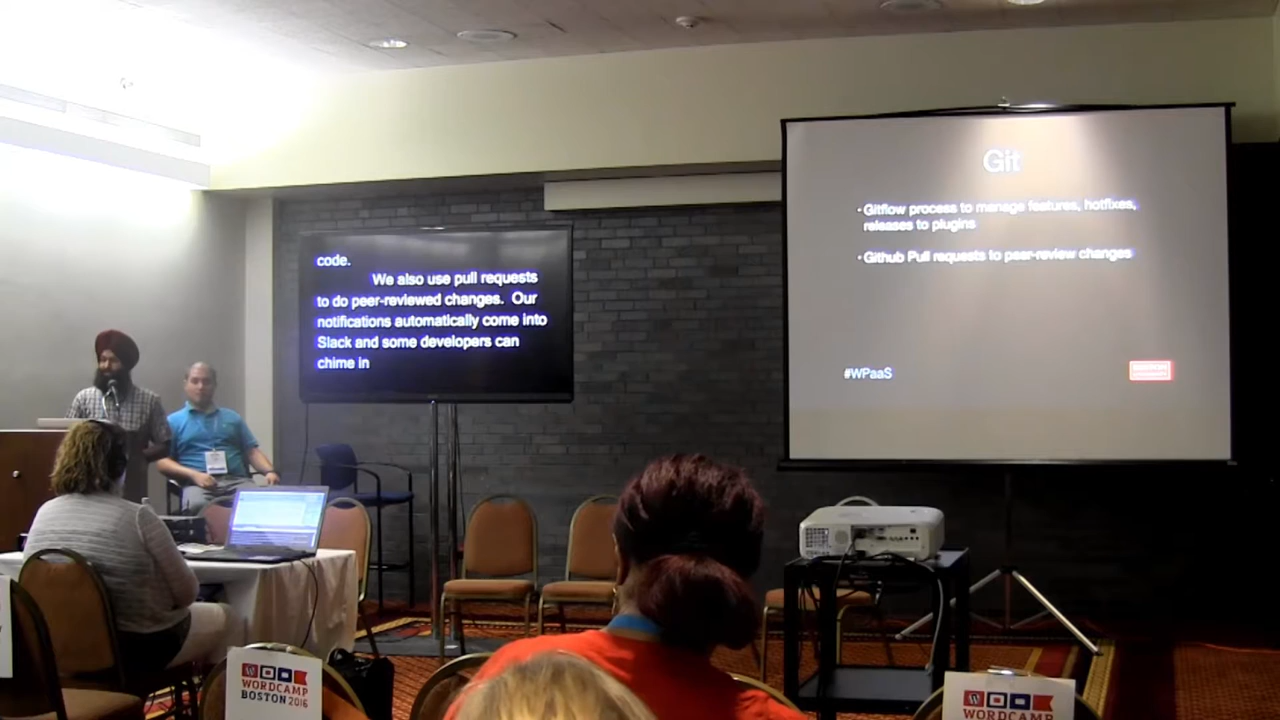 code.
We also use pull requests
to do peer-reviewed changes. Our
notifications automatically come into
Slack and some developers can
chime in
Git
· Gitflow process to manage features, hotfixes,
releases to plugins
· Github Pull requests to peer-review changes
#WPaaS
WORDCAMP
BOSTON 2016
WORDCAMP